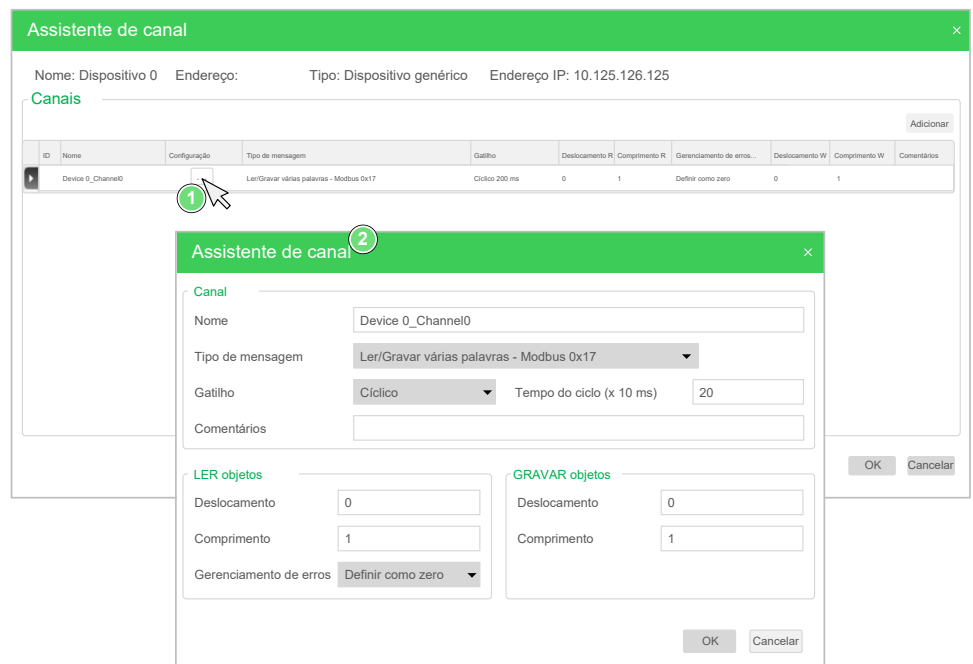 Assistente de canal
Nome: Dispositivo 0 Endereço: Tipo: Dispositivo genérico Endereço IP: 10.125.126.125
Canais
Adicionar
ID Nome Configuração Tipo de mensagem Gatilho Deslocamento R Comprimento R Gerenciamento de erros... Deslocamento W Comprimento W Comentários
Device 0_Channel0 Ler/Gravar várias palavras - Modbus 0x17 Cíclico 200 ms 0 1 Definir como zero 0 1
1
2
Assistente de canal
Canal
Nome Device 0_Channel0
Tipo de mensagem Ler/Gravar várias palavras - Modbus 0x17
Gatilho Cíclico Tempo do ciclo (x 10 ms) 20
Comentários
OK Cancelar
LER objetos GRAVAR objetos
Deslocamento 0 Deslocamento 0
Comprimento 1 Comprimento 1
Gerenciamento de erros Definir como zero
OK Cancelar